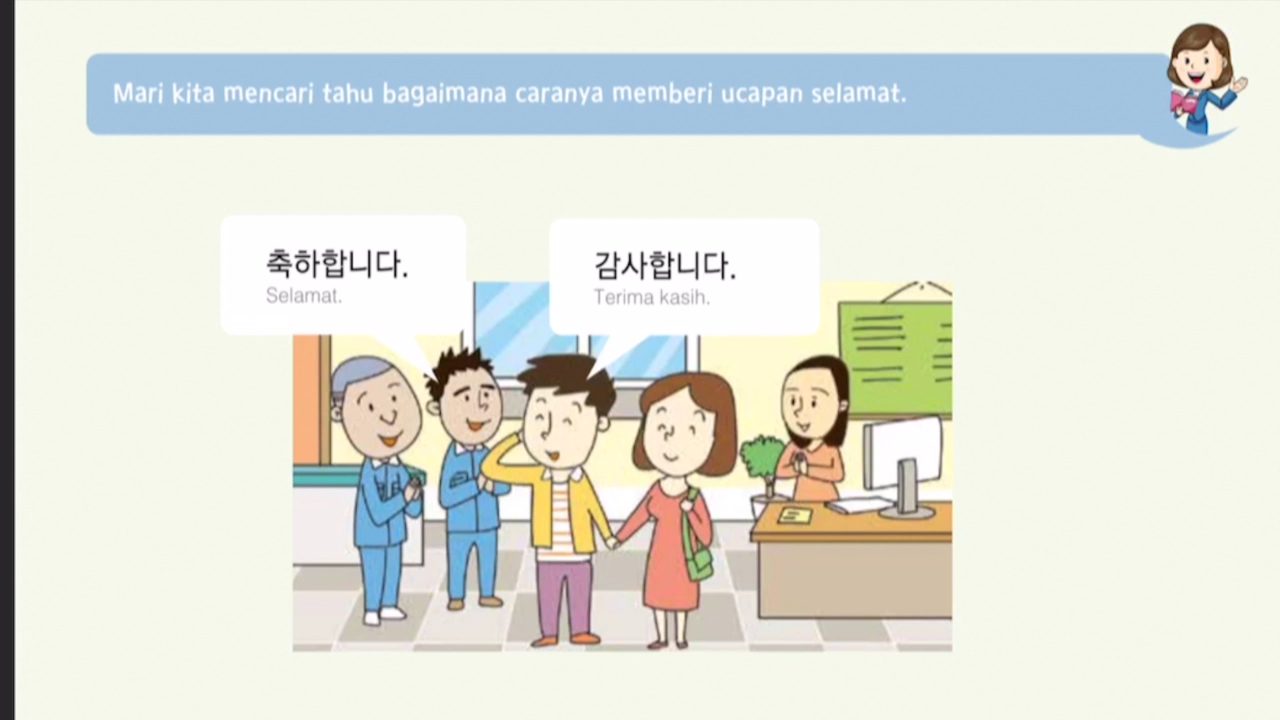 Mari kita mencari tahu bagaimana caranya memberi ucapan selamat.
축하합니다.
Selamat.
감사합니다.
Terima kasih.